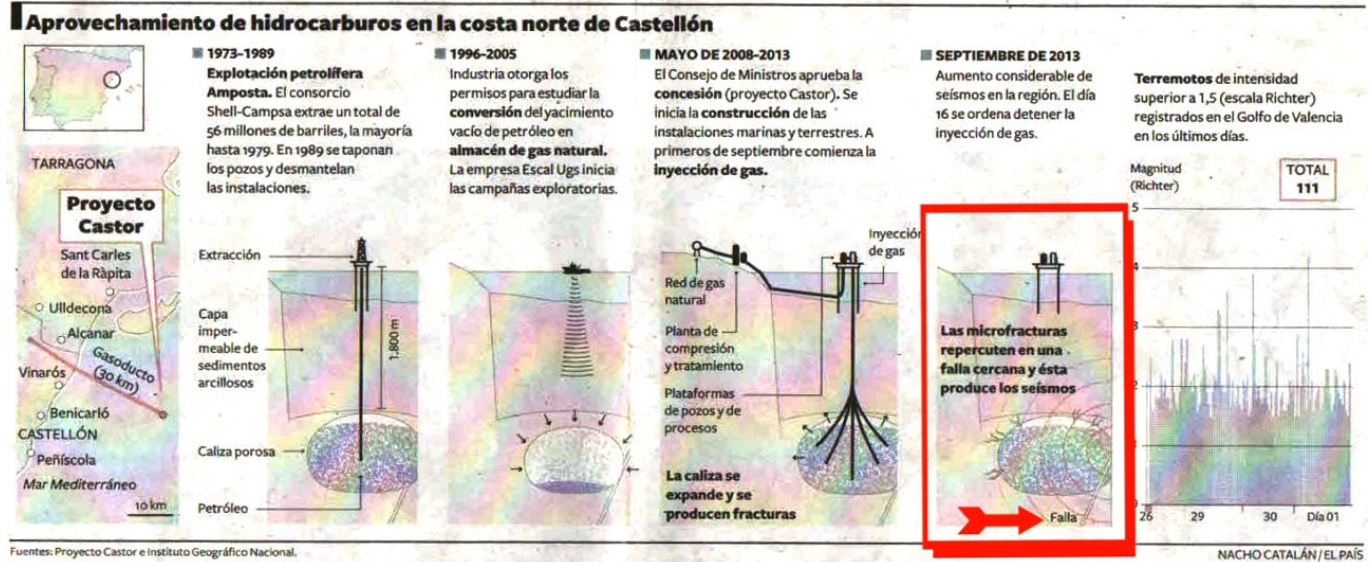 Aprovechamiento de hidrocarburos en la costa norte de Castellón
1973-1989
Explotación petrolífera
Amposta. El consorcio
Shell-Campsa extrae un total de
56 millones de barriles, la mayoría
hasta 1979. En 1989 se taponan
los pozos y desmantelan
las instalaciones.
1996-2005
Industria otorga los
permisos para estudiar la
conversión del yacimiento
vacío de petróleo en
almacén de gas natural.
La empresa Escal Ugs inicia
las campañas exploratorias.
MAYO DE 2008-2013
El Consejo de Ministros aprueba la
concesión (proyecto Castor). Se
inicia la construcción de las
instalaciones marinas y terrestres. A
primeros de septiembre comienza la
inyección de gas.
SEPTIEMBRE DE 2013
Aumento considerable de
seísmos en la región. El día
16 se ordena detener la
inyección de gas.
Terremotos de intensidad
superior a 1,5 (escala Richter)
registrados en el Golfo de Valencia
en los últimos días.
TARRAGONA
Proyecto
Castor
Sant Carles
de la Ràpita
Ulldecona
Alcanar
Gasoducto
(30 km)
Vinarós
Benicarló
CASTELLÓN
Peñíscola
Mar Mediterráneo
10 km
Extracción
Capa
imper-
meable de
sedimentos
arcillosos
1.800 m
Caliza porosa
Petróleo
Inyección
de gas
Red de gas
natural
Planta de
compresión
y tratamiento
Plataformas
de pozos y de
procesos
La caliza se
expande y se
producen fracturas
Las microfracturas
repercuten en una
falla cercana y ésta
produce los seísmos
Falla
Magnitud
(Richter)
TOTAL
111
5
4
3
2
1
0
26 29 30 Día 01
Fuentes: Proyecto Castor e Instituto Geográfico Nacional.
NACHO CATALÁN / EL PAÍS